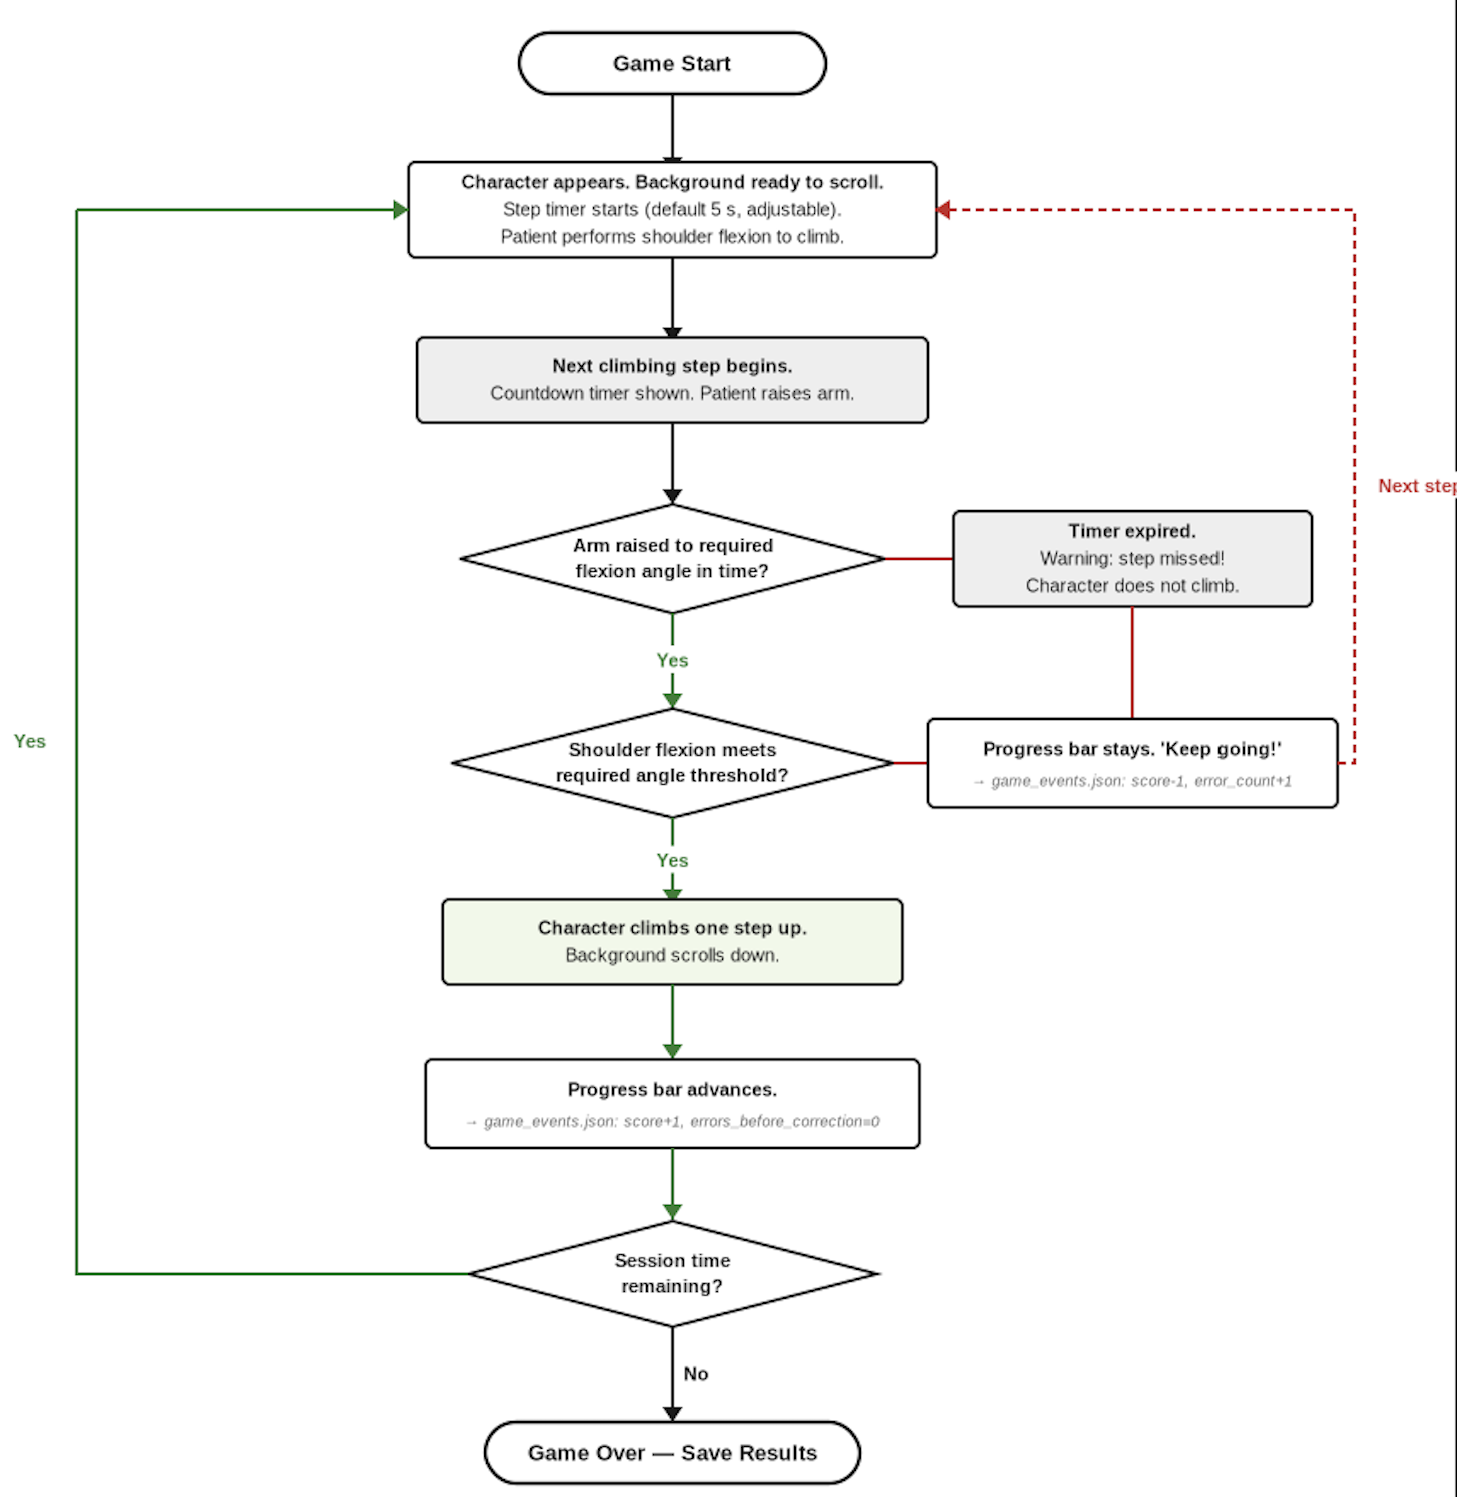 Game Start
Character appears. Background ready to scroll.
Step timer starts (default 5 s, adjustable).
Patient performs shoulder flexion to climb.
Next climbing step begins.
Countdown timer shown. Patient raises arm.
Next step
Arm raised to required
flexion angle in time?
Timer expired.
Warning: step missed!
Character does not climb.
Yes
Yes
Shoulder flexion meets
required angle threshold?
Progress bar stays. 'Keep going!'
→ game_events.json: score-1, error_count+1
Yes
Character climbs one step up.
Background scrolls down.
Progress bar advances.
→ game_events.json: score+1, errors_before_correction=0
Session time
remaining?
No
Game Over — Save Results